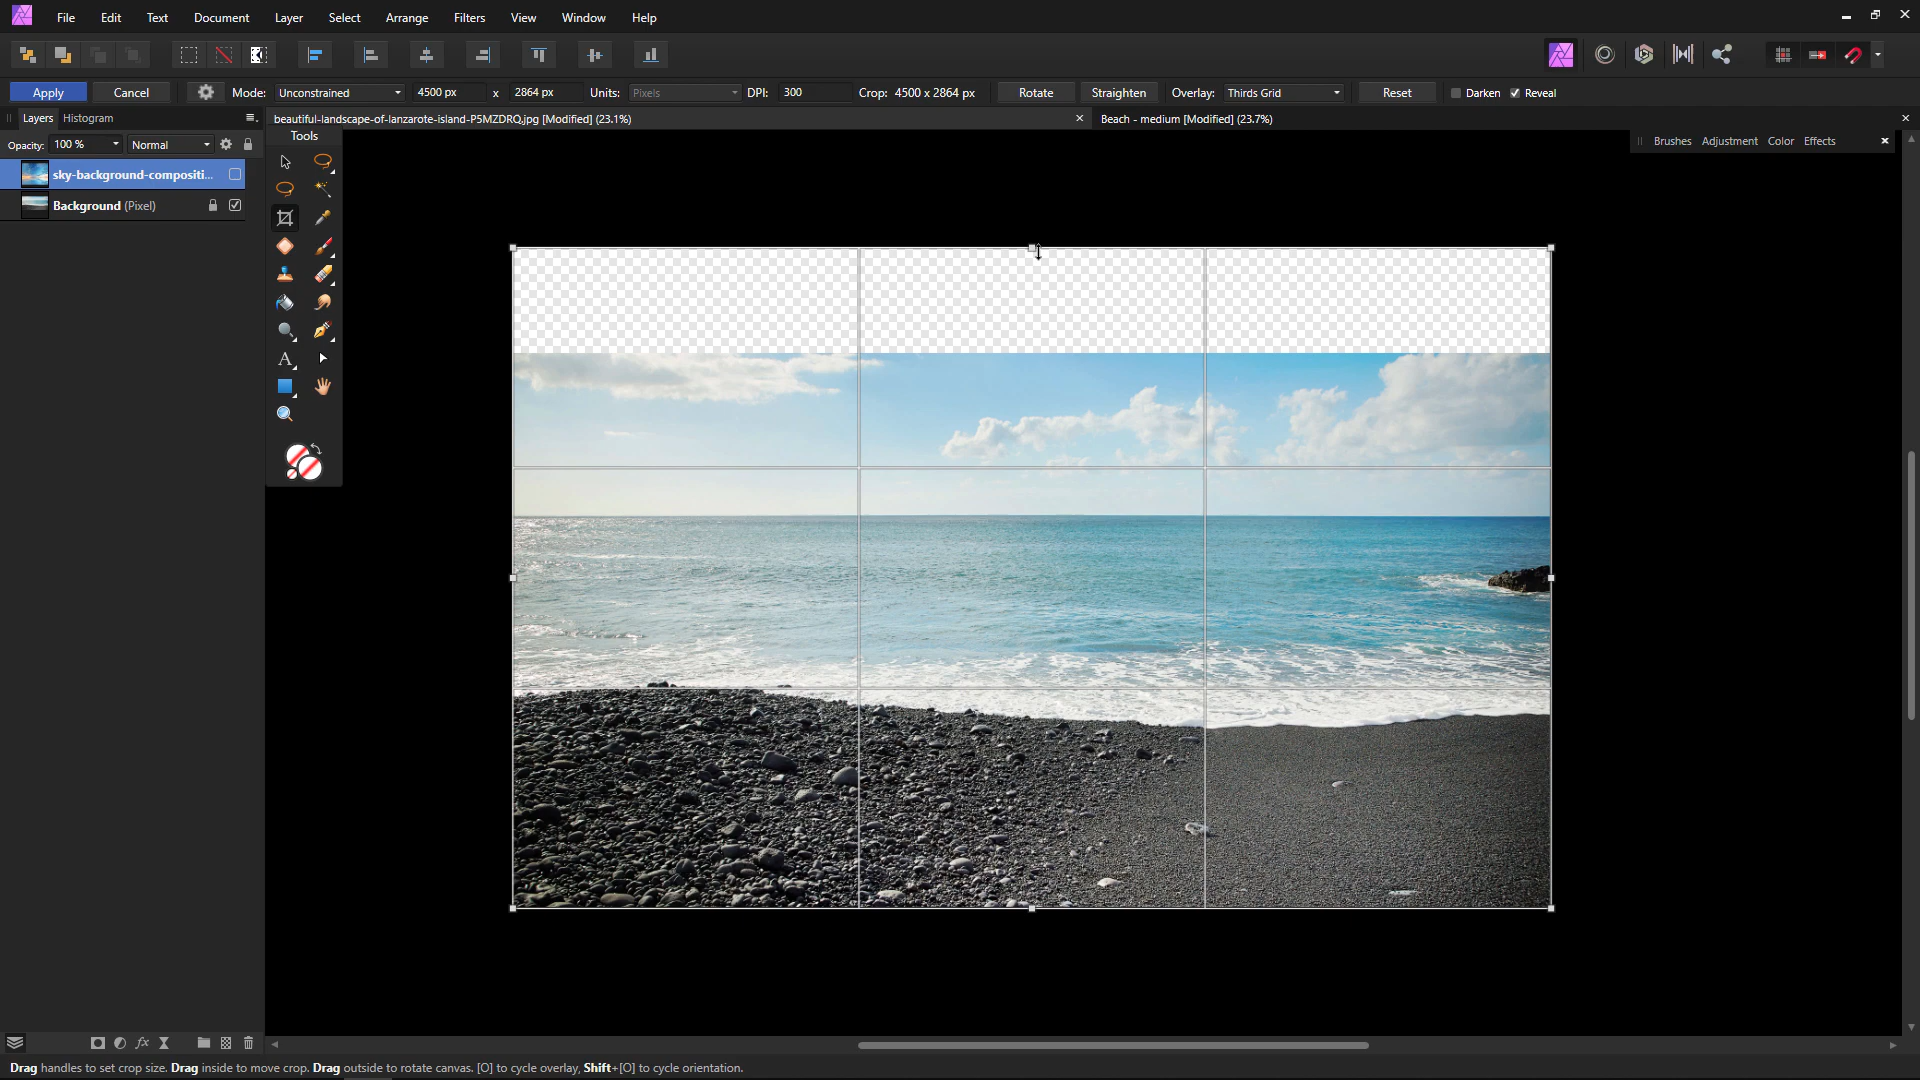 File Edit Text Document Layer Select Arrange Filters View Window Help
Apply Cancel Mode: Unconstrained 4500 px x 2864 px Units: Pixels DPI: 300 Crop: 4500 x 2864 px Rotate Straighten Overlay: Thirds Grid Reset Darken Reveal
Layers Histogram beautiful-landscape-of-lanzarote-island-P5MZDRQ.jpg [Modified] (23.1%) Beach - medium [Modified] (23.7%)
Tools
Brushes Adjustment Color Effects
Opacity: 100 % Normal
sky-background-compositi...
Background (Pixel)
Drag handles to set crop size. Drag inside to move crop. Drag outside to rotate canvas. [O] to cycle overlay, Shift+[O] to cycle orientation.